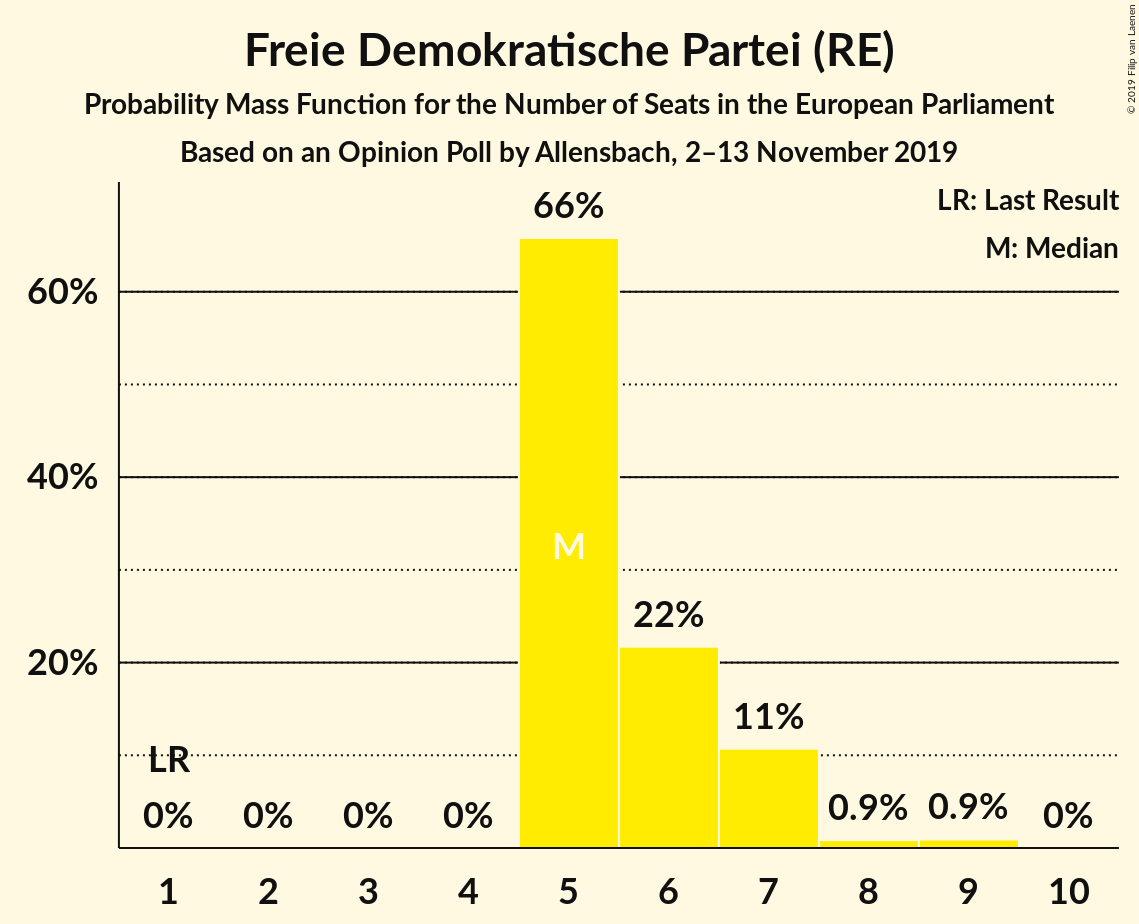 Freie Demokratische Partei (RE)
Probability Mass Function for the Number of Seats in the European Parliament
Based on an Opinion Poll by Allensbach, 2–13 November 2019
© 2019 Filip van Laenen
LR: Last Result
M: Median
66%
60%
40%
M
22%
20%
11%
LR
0%
0%
0%
0%
0.9%
0.9%
0%
1
2
3
4
5
6
7
8
9
10